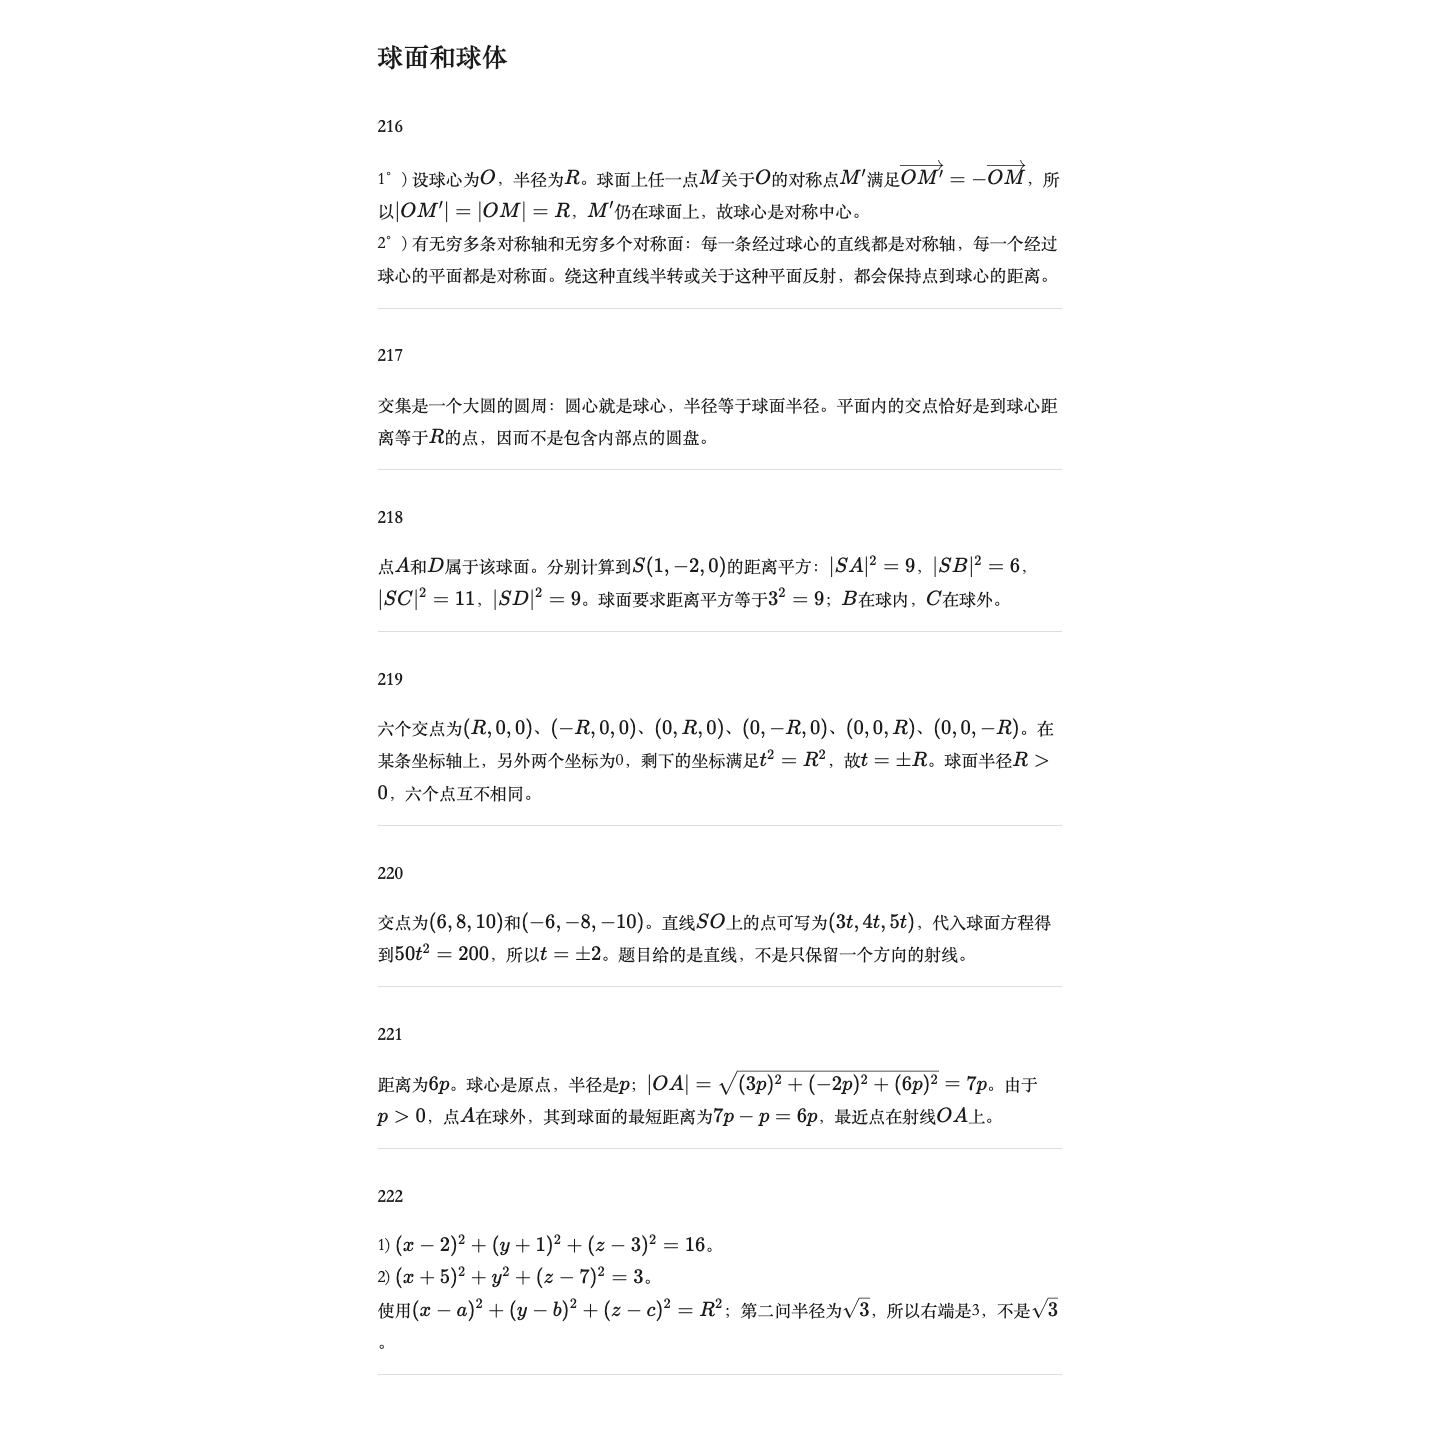 球面和球体
216
1° ) 设球心为O，半径为R。球面上任一点M关于O的对称点M′满足$\overrightarrow{OM'} = -\overrightarrow{OM}$，所
以|OM′| = |OM| = R，M′仍在球面上，故球心是对称中心。
2° ) 有无穷多条对称轴和无穷多个对称面：每一条经过球心的直线都是对称轴，每一个经过
球心的平面都是对称面。绕这种直线半转或关于这种平面反射，都会保持点到球心的距离。
217
交集是一个大圆的圆周：圆心就是球心，半径等于球面半径。平面内的交点恰好是到球心距
离等于R的点，因而不是包含内部点的圆盘。
218
点A和D属于该球面。分别计算到S(1, −2, 0)的距离平方：|SA|² = 9，|SB|² = 6，
|SC|² = 11，|SD|² = 9。球面要求距离平方等于3² = 9；B在球内，C在球外。
219
六个交点为(R, 0, 0)、(−R, 0, 0)、(0, R, 0)、(0, −R, 0)、(0, 0, R)、(0, 0, −R)。在
某条坐标轴上，另外两个坐标为0，剩下的坐标满足t² = R²，故t = ±R。球面半径R >
0，六个点互不相同。
220
交点为(6, 8, 10)和(−6, −8, −10)。直线SO上的点可写为(3t, 4t, 5t)，代入球面方程得
到50t² = 200，所以t = ±2。题目给的是直线，不是只保留一个方向的射线。
221
距离为6p。球心是原点，半径是p；|OA| = $\sqrt{(3p)^2 + (-2p)^2 + (6p)^2}$ = 7p。由于
p > 0，点A在球外，其到球面的最短距离为7p − p = 6p，最近点在射线OA上。
222
1) (x − 2)² + (y + 1)² + (z − 3)² = 16。
2) (x + 5)² + y² + (z − 7)² = 3。
使用(x − a)² + (y − b)² + (z − c)² = R²；第二问半径为√3，所以右端是3，不是√3
。